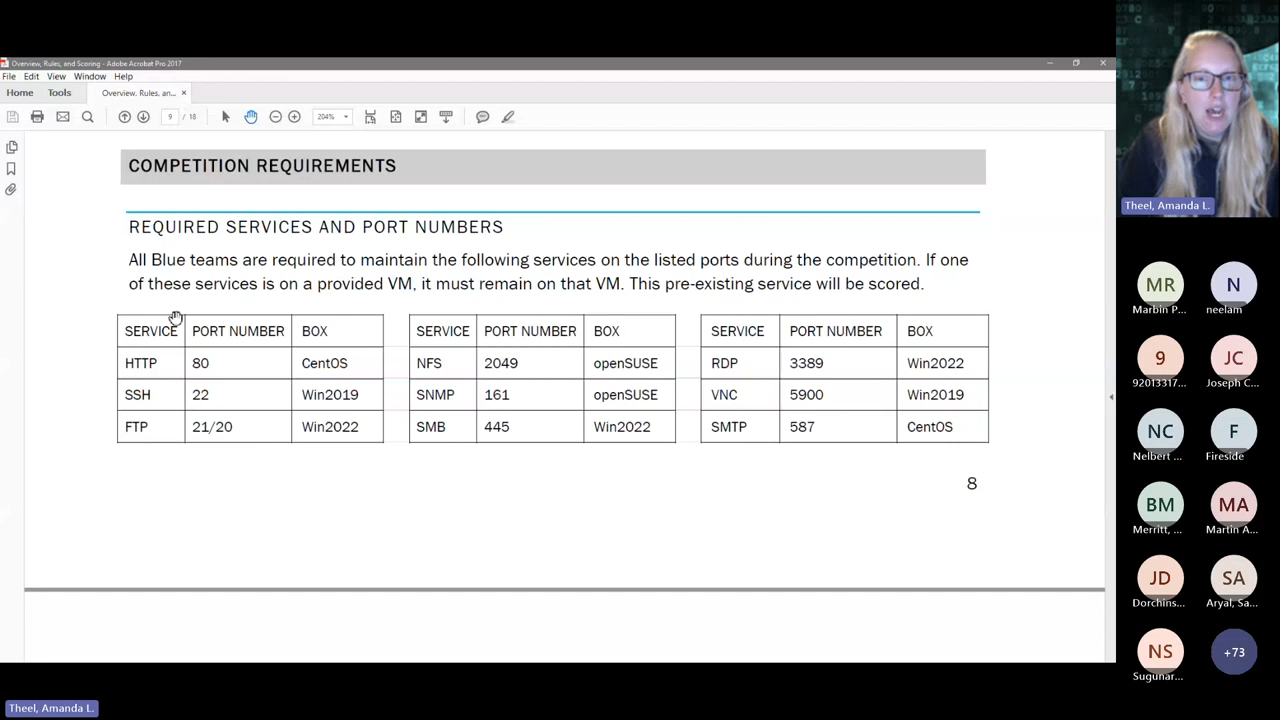 Overview, Rules, and Scoring - Adobe Acrobat Pro 2017
File Edit View Window Help
Home Tools Overview. Rules, an... ×
9 / 18 204%
COMPETITION REQUIREMENTS
REQUIRED SERVICES AND PORT NUMBERS
All Blue teams are required to maintain the following services on the listed ports during the competition. If one
of these services is on a provided VM, it must remain on that VM. This pre-existing service will be scored.
SERVICE PORT NUMBER BOX SERVICE PORT NUMBER BOX SERVICE PORT NUMBER BOX
HTTP 80 CentOS NFS 2049 openSUSE RDP 3389 Win2022
SSH 22 Win2019 SNMP 161 openSUSE VNC 5900 Win2019
FTP 21/20 Win2022 SMB 445 Win2022 SMTP 587 CentOS
8
Theel, Amanda L.
MR N
Marbin P... neelam
9 JC
92013317... Joseph C...
NC F
Nelbert ... Fireside
BM MA
Merritt, ... Martin A...
JD SA
Dorchins... Aryal, Sa...
NS +73
Sugunar...
Theel, Amanda L.